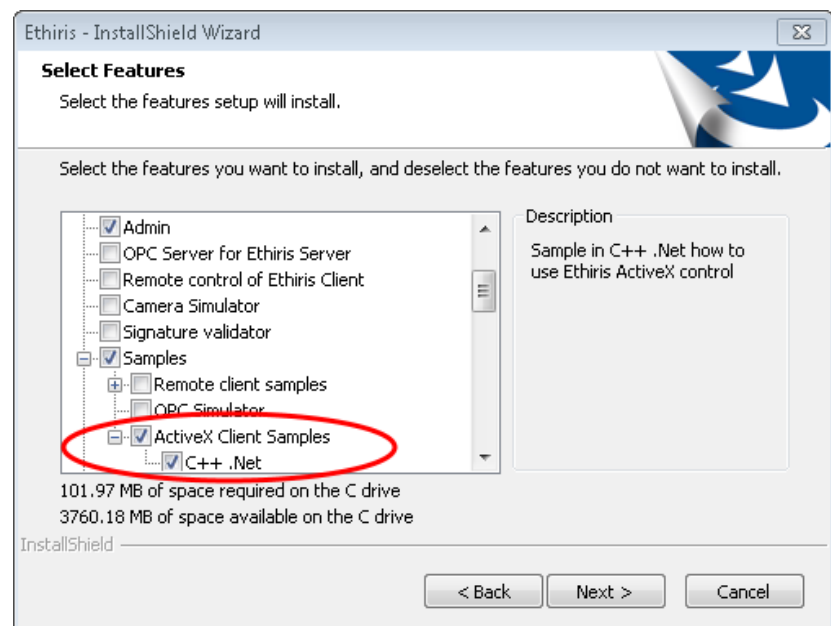 Ethiris - InstallShield Wizard
Select Features
Select the features setup will install.
Select the features you want to install, and deselect the features you do not want to install.
Admin
OPC Server for Ethiris Server
Remote control of Ethiris Client
Camera Simulator
Signature validator
Samples
Remote client samples
OPC Simulator
ActiveX Client Samples
C++ .Net
Description
Sample in C++ .Net how to
use Ethiris ActiveX control
101.97 MB of space required on the C drive
3760.18 MB of space available on the C drive
InstallShield
< Back
Next >
Cancel